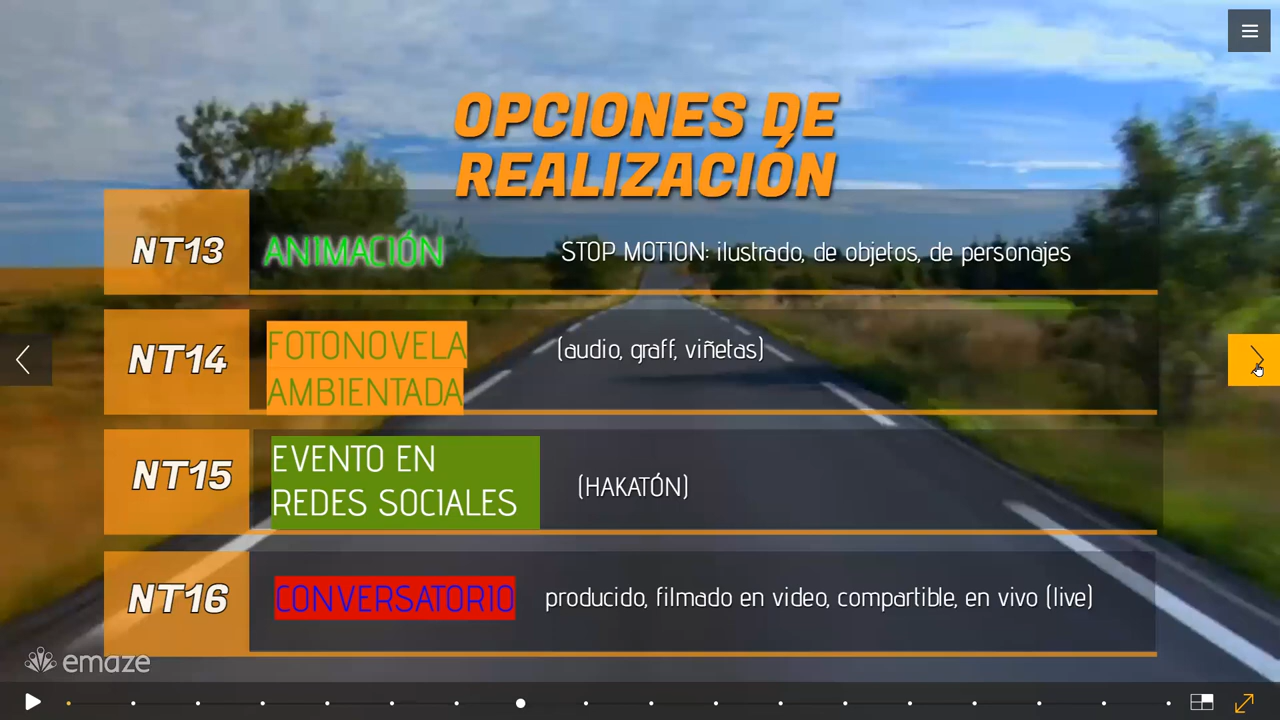 OPCIONES DE
REALIZACIÓN
NT13
ANIMACIÓN
STOP MOTION: ilustrado, de objetos, de personajes
NT14
FOTONOVELA
AMBIENTADA
(audio, graff, viñetas)
NT15
EVENTO EN
REDES SOCIALES
(HAKATÓN)
NT16
CONVERSATORIO
producido, filmado en video, compartible, en vivo (live)
emaze